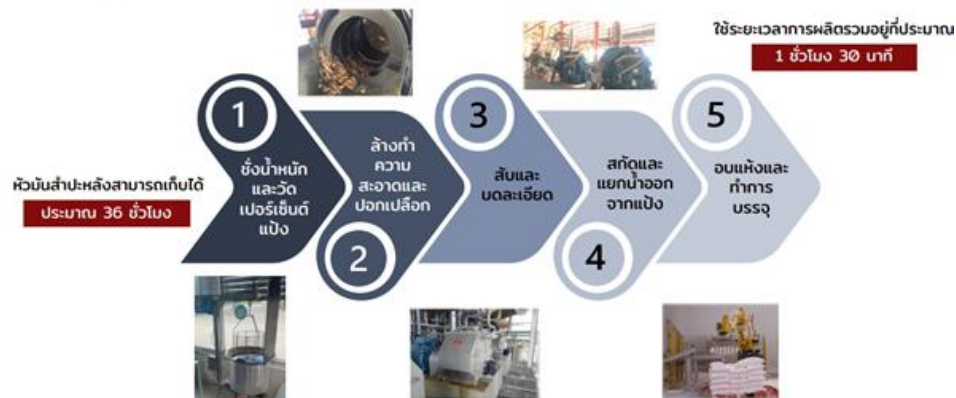 ใช้ระยะเวลาการผลิตรวมอยู่ที่ประมาณ
1 ชั่วโมง 30 นาที
หัวมันสำปะหลังสามารถเก็บได้
ประมาณ 36 ชั่วโมง
1
ชั่งน้ำหนัก
และวัด
เปอร์เซ็นต์
แป้ง
ล้างทำ
ความ
สะอาดและ
ปอกเปลือก
2
3
สับและ
บดละเอียด
สกัดและ
แยกน้ำออก
จากแป้ง
4
5
อบแห้งและ
ทำการ
บรรจุ